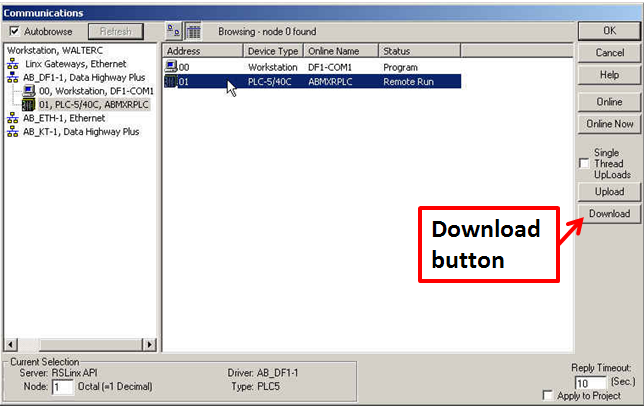 Communications
Autobrowse
Refresh
Browsing - node 0 found
OK
Cancel
Help
Online
Online Now
Single Thread UpLoads
Upload
Download
Workstation, WALTERC
Linx Gateways, Ethernet
AB_DF1-1, Data Highway Plus
00, Workstation, DF1-COM1
01, PLC-5/40C, ABMXRPLC
AB_ETH-1, Ethernet
AB_KT-1, Data Highway Plus
Address Device Type Online Name Status
00 Workstation DF1-COM1 Program
01 PLC-5/40C ABMXRPLC Remote Run
Download
button
Current Selection
Server: RSLinx API Driver: AB_DF1-1
Node: 1 Octal (=1 Decimal) Type: PLC5
Reply Timeout:
10 (Sec.)
Apply to Project